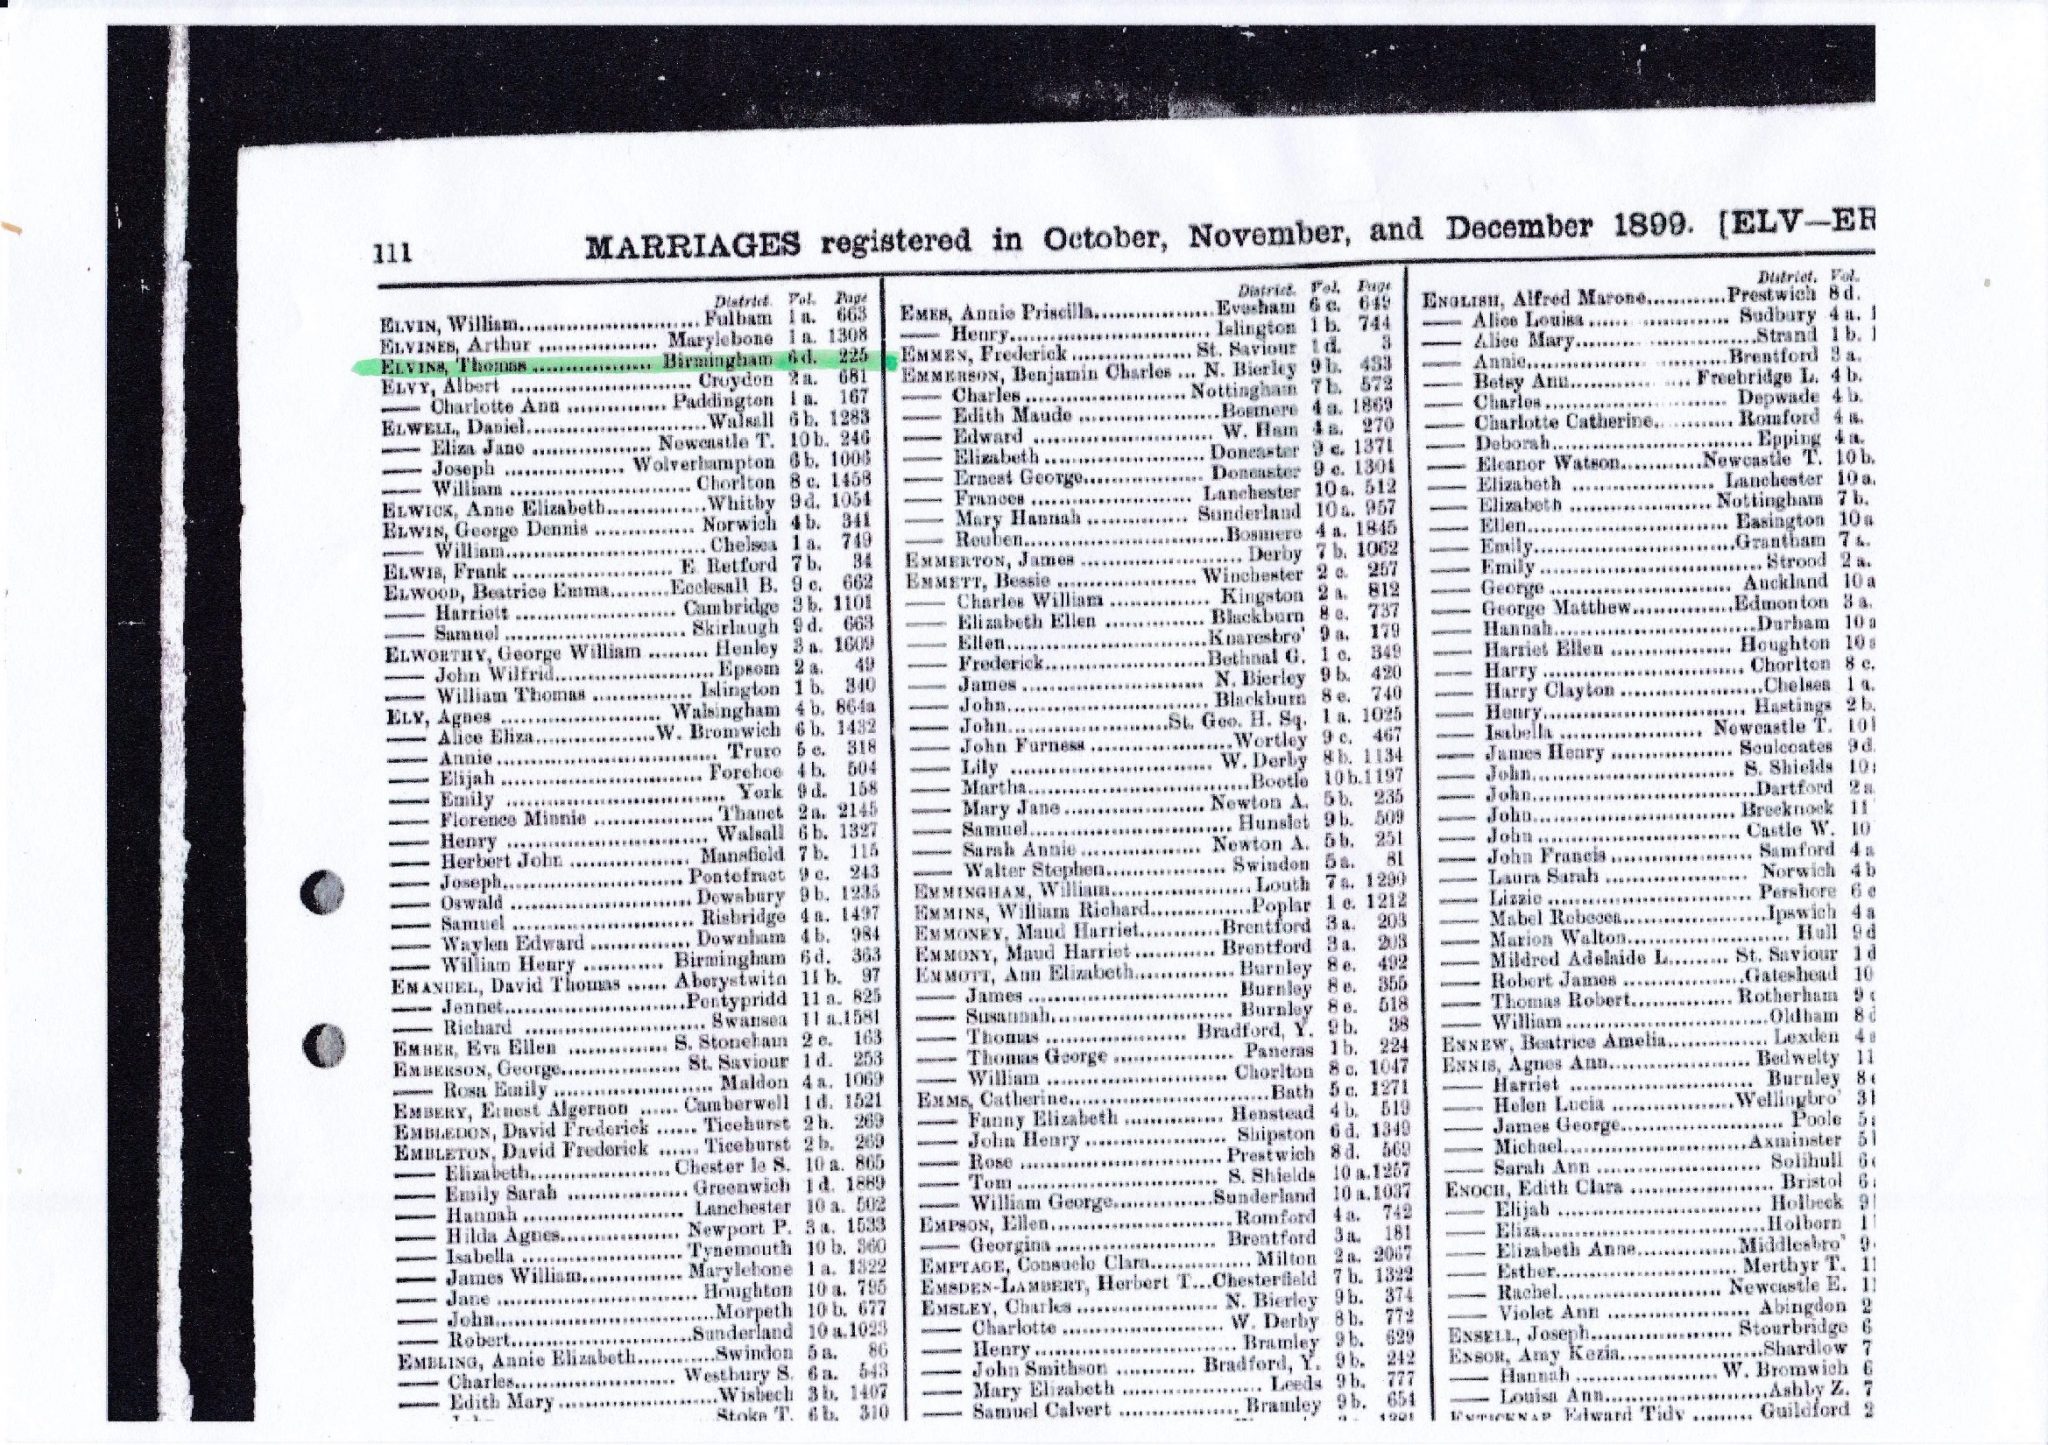 111 MARRIAGES registered in October, November, and December 1899. [ELV—ER
District. Vol. Page
ELVIN, William Fulham 1 a. 663
ELVINES, Arthur Marylebone 1 a. 1308
ELVINS, Thomas Birmingham 6 d. 225
ELVY, Albert Croydon 2 a. 681
—— Charlotte Ann Paddington 1 a. 167
ELWELL, Daniel Walsall 6 b. 1283
—— Eliza Jane Newcastle T. 10 b. 246
—— Joseph Wolverhampton 6 b. 1006
—— William Chorlton 8 c. 1458
ELWICK, Anne Elizabeth Whitby 9 d. 1054
ELWIN, George Dennis Norwich 4 b. 341
—— William Chelsea 1 a. 749
ELWIS, Frank E. Retford 7 b. 34
ELWOOD, Beatrice Emma Ecclesall B. 9 c. 662
—— Harriott Cambridge 3 b. 1101
—— Samuel Skirlaugh 9 d. 663
ELWORTHY, George William Henley 3 a. 1609
—— John Wilfrid Epsom 2 a. 49
—— William Thomas Islington 1 b. 340
ELY, Agnes Walsingham 4 b. 864a
—— Alice Eliza W. Bromwich 6 b. 1432
—— Annie Truro 5 c. 318
—— Elijah Forehoe 4 b. 504
—— Emily York 9 d. 158
—— Florence Minnie Thanet 2 a. 2145
—— Henry Walsall 6 b. 1327
—— Herbert John Mansfield 7 b. 115
—— Joseph Pontefract 9 c. 243
—— Oswald Dewsbury 9 b. 1235
—— Samuel Risbridge 4 a. 1497
—— Waylen Edward Downham 4 b. 984
—— William Henry Birmingham 6 d. 363
EMANUEL, David Thomas Aberystwith 11 b. 97
—— Jennet Pontypridd 11 a. 825
—— Richard Swansea 11 a. 1581
EMBER, Eva Ellen S. Stoneham 2 c. 163
EMBERSON, George St. Saviour 1 d. 253
—— Rosa Emily Maldon 4 a. 1069
EMBERY, Ernest Algernon Camberwell 1 d. 1521
EMBLEDON, David Frederick Ticehurst 2 b. 269
EMBLETON, David Frederick Ticehurst 2 b. 269
—— Elizabeth Chester le S. 10 a. 865
—— Emily Sarah Greenwich 1 d. 1889
—— Hannah Lanchester 10 a. 502
—— Hilda Agnes Newport P. 3 a. 1533
—— Isabella Tynemouth 10 b. 360
—— James William Marylebone 1 a. 1322
—— Jane Houghton 10 a. 795
—— John Morpeth 10 b. 677
—— Robert Sunderland 10 a. 1023
EMBLING, Annie Elizabeth Swindon 5 a. 86
—— Charles Westbury S. 6 a. 543
—— Edith Mary Wisbech 3 b. 1407
Stoke T. 6 b. 310
District. Vol. Page
EMES, Annie Priscilla Evesham 6 c. 649
—— Henry Islington 1 b. 744
EMMEN, Frederick St. Saviour 1 d. 3
EMMERSON, Benjamin Charles N. Bierley 9 b. 433
—— Charles Nottingham 7 b. 572
—— Edith Maude Bosmere 4 a. 1869
—— Edward W. Ham 4 a. 270
—— Elizabeth Doncaster 9 c. 1371
—— Ernest George Doncaster 9 c. 1304
—— Frances Lanchester 10 a. 512
—— Mary Hannah Sunderland 10 a. 957
—— Reuben Bosmere 4 a. 1845
EMMERTON, James Derby 7 b. 1062
EMMETT, Bessie Winchester 2 c. 257
—— Charles William Kingston 2 a. 812
—— Elizabeth Ellen Blackburn 8 e. 737
—— Ellen Knaresbro' 9 a. 179
—— Frederick Bethnal G. 1 c. 349
—— James N. Bierley 9 b. 420
—— John Blackburn 8 e. 740
—— John St. Geo. H. Sq. 1 a. 1025
—— John Furness Wortley 9 c. 467
—— Lily W. Derby 8 b. 1134
—— Martha Bootle 10 b. 1197
—— Mary Jane Newton A. 5 b. 235
—— Samuel Hunslet 9 b. 509
—— Sarah Annie Newton A. 5 b. 251
—— Walter Stephen Swindon 5 a. 81
EMMINGHAM, William Louth 7 a. 1290
EMMINS, William Richard Poplar 1 c. 1212
EMMONEY, Maud Harriet Brentford 3 a. 203
EMMONY, Maud Harriet Brentford 3 a. 203
EMMOTT, Ann Elizabeth Burnley 8 e. 492
—— James Burnley 8 e. 355
—— Susannah Burnley 8 e. 518
—— Thomas Bradford, Y. 9 b. 38
—— Thomas George Pancras 1 b. 224
—— William Chorlton 8 c. 1047
EMMS, Catherine Bath 5 c. 1271
—— Fanny Elizabeth Henstead 4 b. 519
—— John Henry Shipston 6 d. 1349
—— Rose Prestwich 8 d. 569
—— Tom S. Shields 10 a. 1257
—— William George Sunderland 10 a. 1037
EMPSON, Ellen Romford 4 a. 742
—— Georgina Brentford 3 a. 181
EMPTAGE, Consuelo Clara Milton 2 a. 2067
EMSDEN-LAMBERT, Herbert T. Chesterfield 7 b. 1322
EMSLEY, Charles N. Bierley 9 b. 374
—— Charlotte W. Derby 8 b. 772
—— Henry Bramley 9 b. 629
—— John Smithson Bradford, Y. 9 b. 242
—— Mary Elizabeth Leeds 9 b. 777
—— Samuel Calvert Bramley 9 b. 654
District. Vol.
ENGLISH, Alfred Marone Prestwich 8 d.
—— Alice Louisa Sudbury 4 a. 1
—— Alice Mary Strand 1 b. 1
—— Annie Brentford 3 a.
—— Betsy Ann Freebridge L. 4 b.
—— Charles Depwade 4 b.
—— Charlotte Catherine Romford 4 a.
—— Deborah Epping 4 a.
—— Eleanor Watson Newcastle T. 10 b.
—— Elizabeth Lanchester 10 a.
—— Elizabeth Nottingham 7 b.
—— Ellen Easington 10 a
—— Emily Grantham 7 a.
—— Emily Strood 2 a.
—— George Auckland 10 a
—— George Matthew Edmonton 3 a.
—— Hannah Durham 10 a
—— Harriet Ellen Houghton 10
—— Harry Chorlton 8 c.
—— Harry Clayton Chelsea 1 a.
—— Henry Hastings 2 b.
—— Isabella Newcastle T. 10
—— James Henry Sculcoates 9 d.
—— John S. Shields 10
—— John Dartford 2 a
—— John Brecknock 11
—— John Castle W. 10
—— John Francis Samford 4 a
—— Laura Sarah Norwich 4 b
—— Lizzie Pershore 6 c
—— Mabel Rebecca Ipswich 4 a
—— Marion Walton Hull 9 d
—— Mildred Adelaide L. St. Saviour 1 d
—— Robert James Gateshead 10
—— Thomas Robert Rotherham 9 c
—— William Oldham 8 d
ENNEW, Beatrice Amelia Lexden 4
ENNIS, Agnes Ann Bedwelty 11
—— Harriet Burnley 8
—— Helen Lucia Wellingbro' 3
—— James George Poole 5
—— Michael Axminster 5
—— Sarah Ann Solihull 6
ENOCH, Edith Clara Bristol 6
—— Elijah Holbeck 9
—— Eliza Holborn 1
—— Elizabeth Anne Middlesbro' 9
—— Esther Merthyr T. 11
—— Rachel Newcastle E. 11
—— Violet Ann Abingdon 2
ENSELL, Joseph Stourbridge 6
ENSOR, Amy Kezia Shardlow 7
—— Hannah W. Bromwich 6
—— Louisa Ann Ashby Z. 7
ENTICKNAP, Edward Tidy Guildford 2